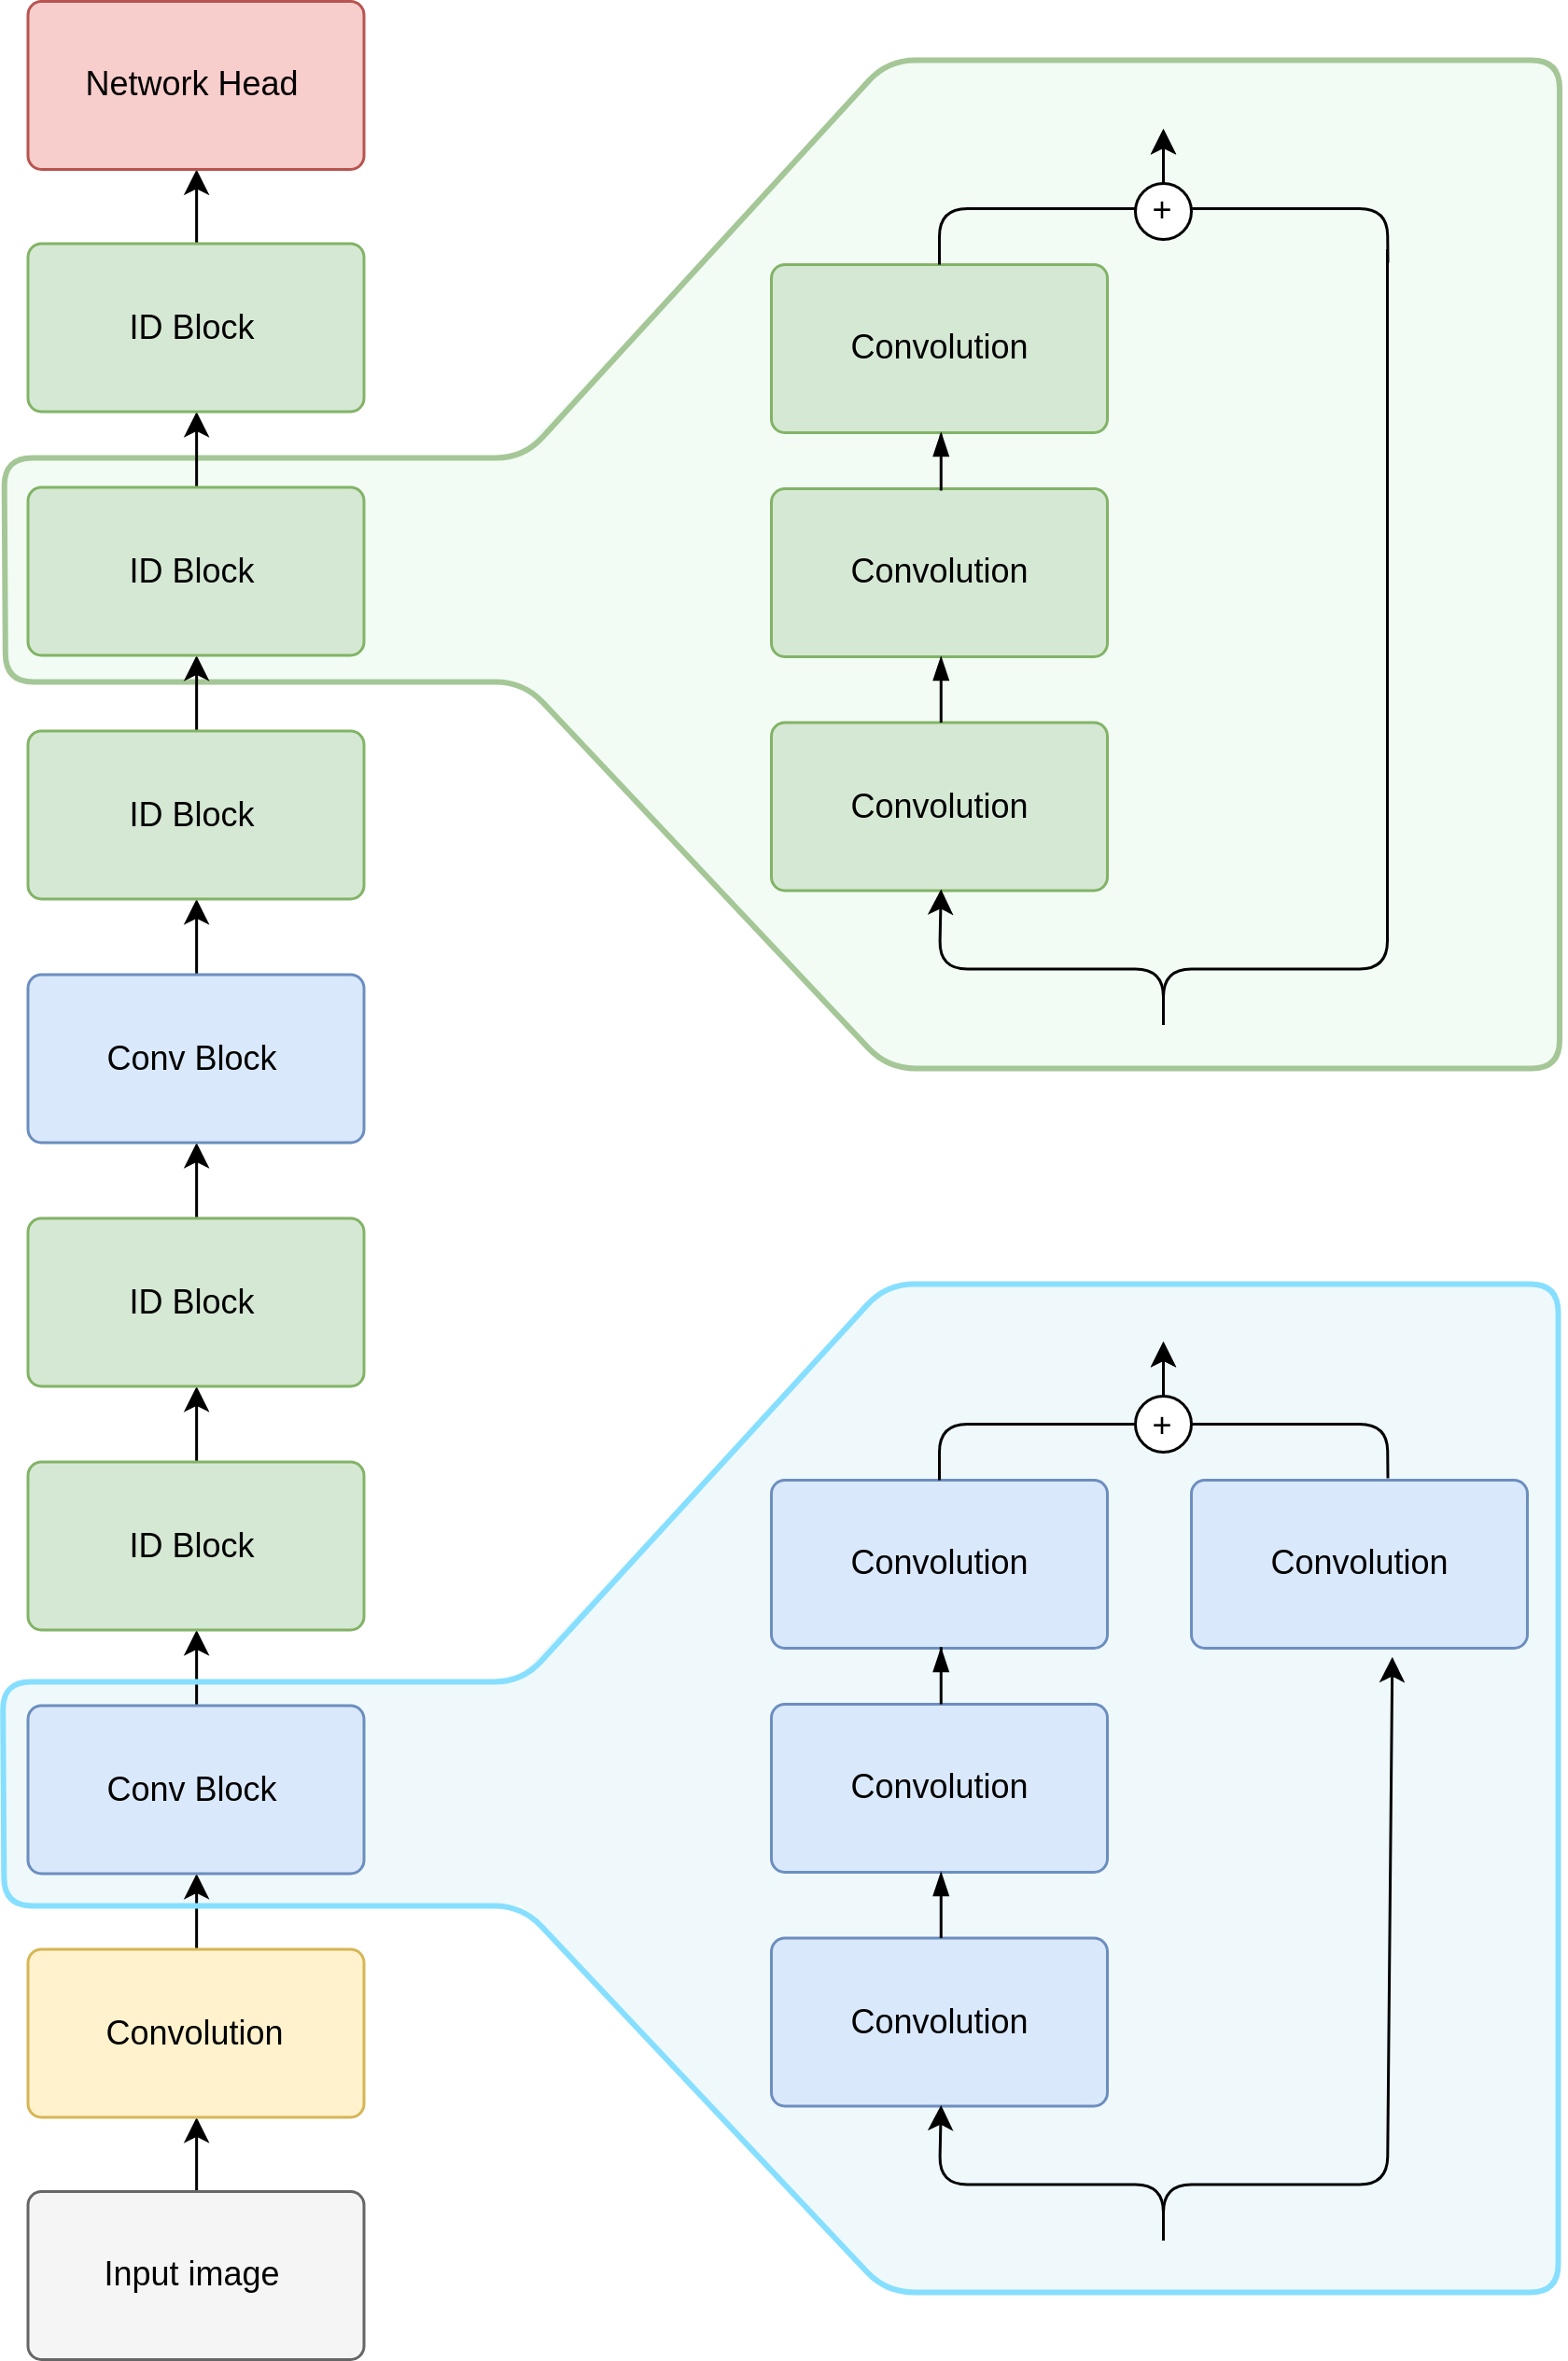 Network Head
ID Block
ID Block
ID Block
Conv Block
ID Block
ID Block
Conv Block
Convolution
Input image
+
Convolution
Convolution
Convolution
+
Convolution
Convolution
Convolution
Convolution